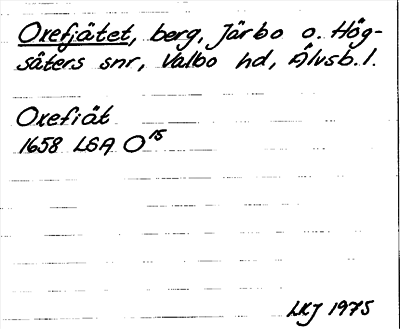 Oxefjätet, berg, Järbo o. Hög-
säters snr, Valbo hd, Älvsb. l.
Oxefiät
1658 LSA O15
LKJ 1975